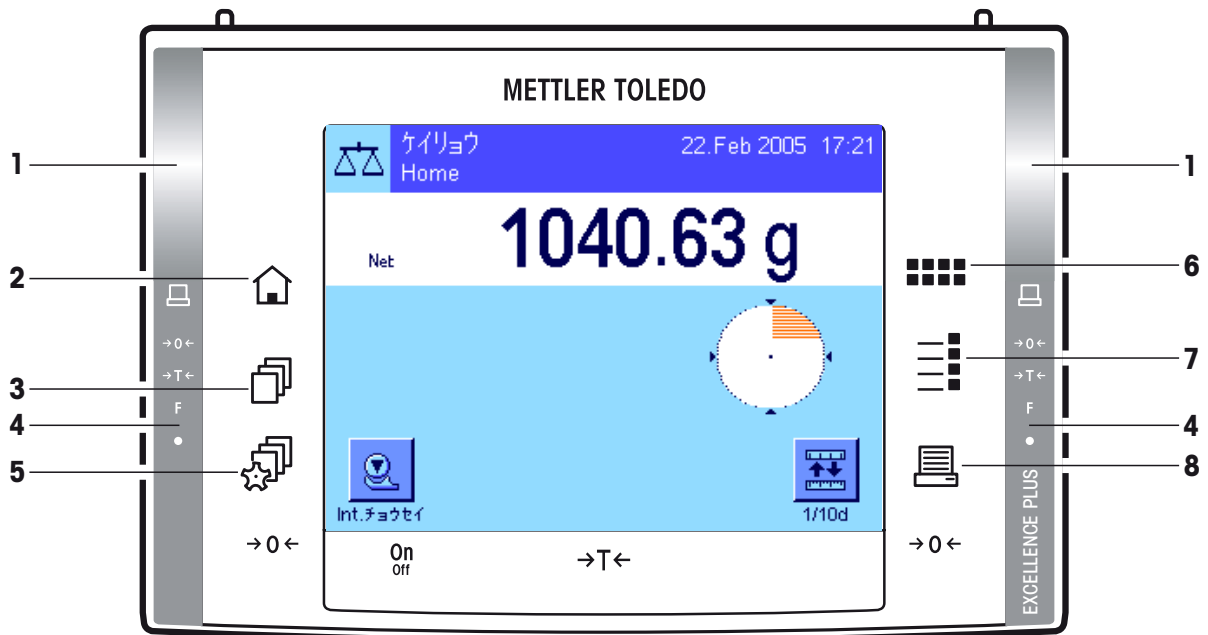 METTLER TOLEDO
ケイリョウ 22.Feb 2005 17:21
Home
Net 1040.63 g
Int.チョウセイ 1/10d
1 1
2 6
3 7
4 4
5 8
→0← →0←
→T← →T←
F F
EXCELLENCE PLUS
→0← On →T← →0←
Off